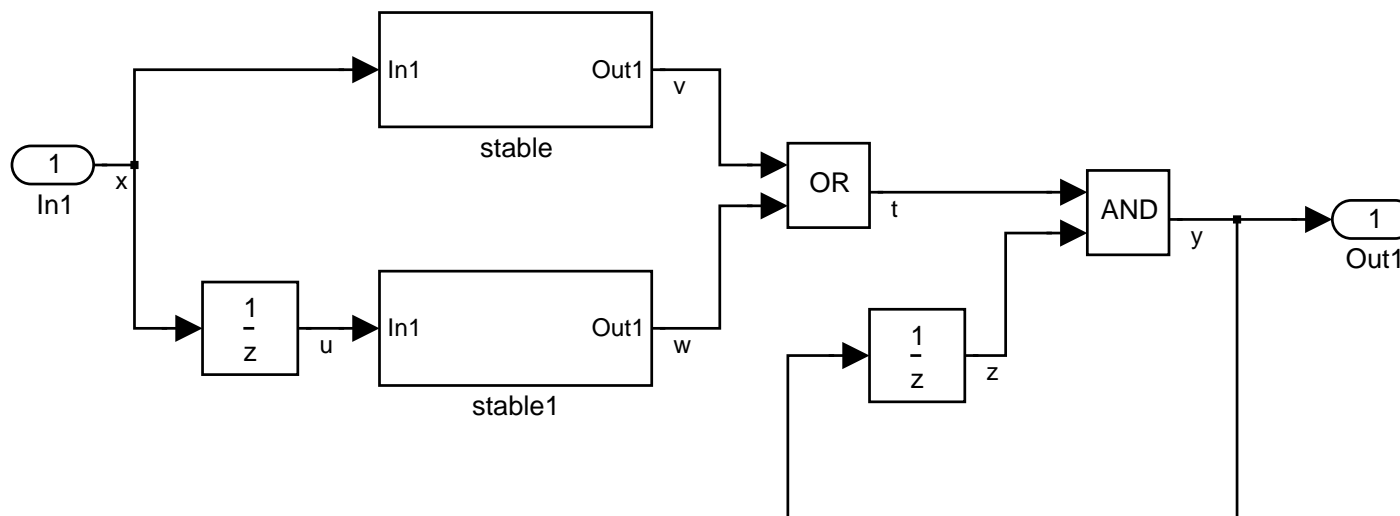 In1 Out1
v
stable
1
x
In1
OR
t
AND
y
1
Out1
1
z
u
In1 Out1
w
stable1
1
z
z